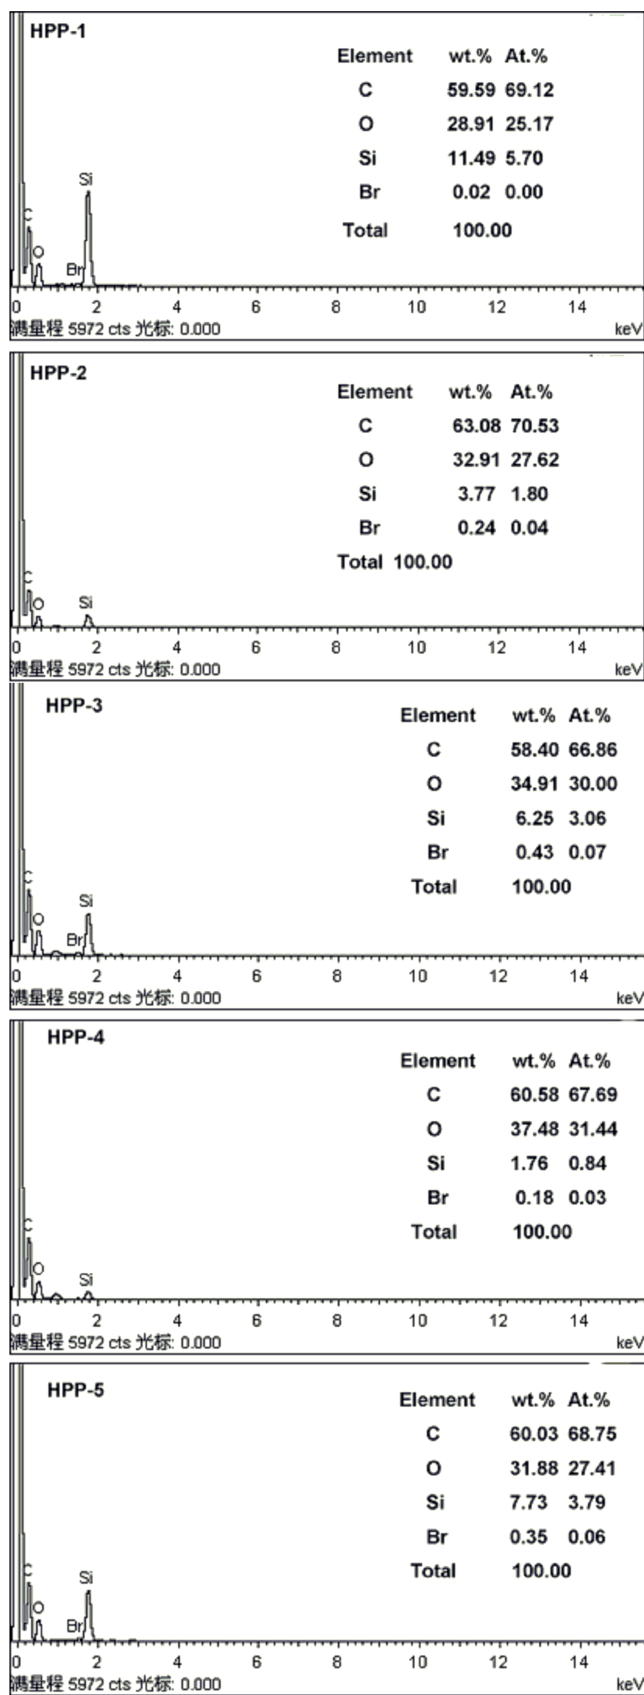 HPP-1
Element wt.% At.%
C 59.59 69.12
O 28.91 25.17
Si 11.49 5.70
Br 0.02 0.00
Total 100.00
Si
C
O
Br
0 2 4 6 8 10 12 14
满量程 5972 cts 光标: 0.000 keV
HPP-2
Element wt.% At.%
C 63.08 70.53
O 32.91 27.62
Si 3.77 1.80
Br 0.24 0.04
Total 100.00
C
O Si
0 2 4 6 8 10 12 14
满量程 5972 cts 光标: 0.000 keV
HPP-3
Element wt.% At.%
C 58.40 66.86
O 34.91 30.00
Si 6.25 3.06
Br 0.43 0.07
Total 100.00
C
Si
O
Br
0 2 4 6 8 10 12 14
满量程 5972 cts 光标: 0.000 keV
HPP-4
Element wt.% At.%
C 60.58 67.69
O 37.48 31.44
Si 1.76 0.84
Br 0.18 0.03
Total 100.00
C
O
Si
0 2 4 6 8 10 12 14
满量程 5972 cts 光标: 0.000 keV
HPP-5
Element wt.% At.%
C 60.03 68.75
O 31.88 27.41
Si 7.73 3.79
Br 0.35 0.06
Total 100.00
C
Si
O
Br
0 2 4 6 8 10 12 14
满量程 5972 cts 光标: 0.000 keV